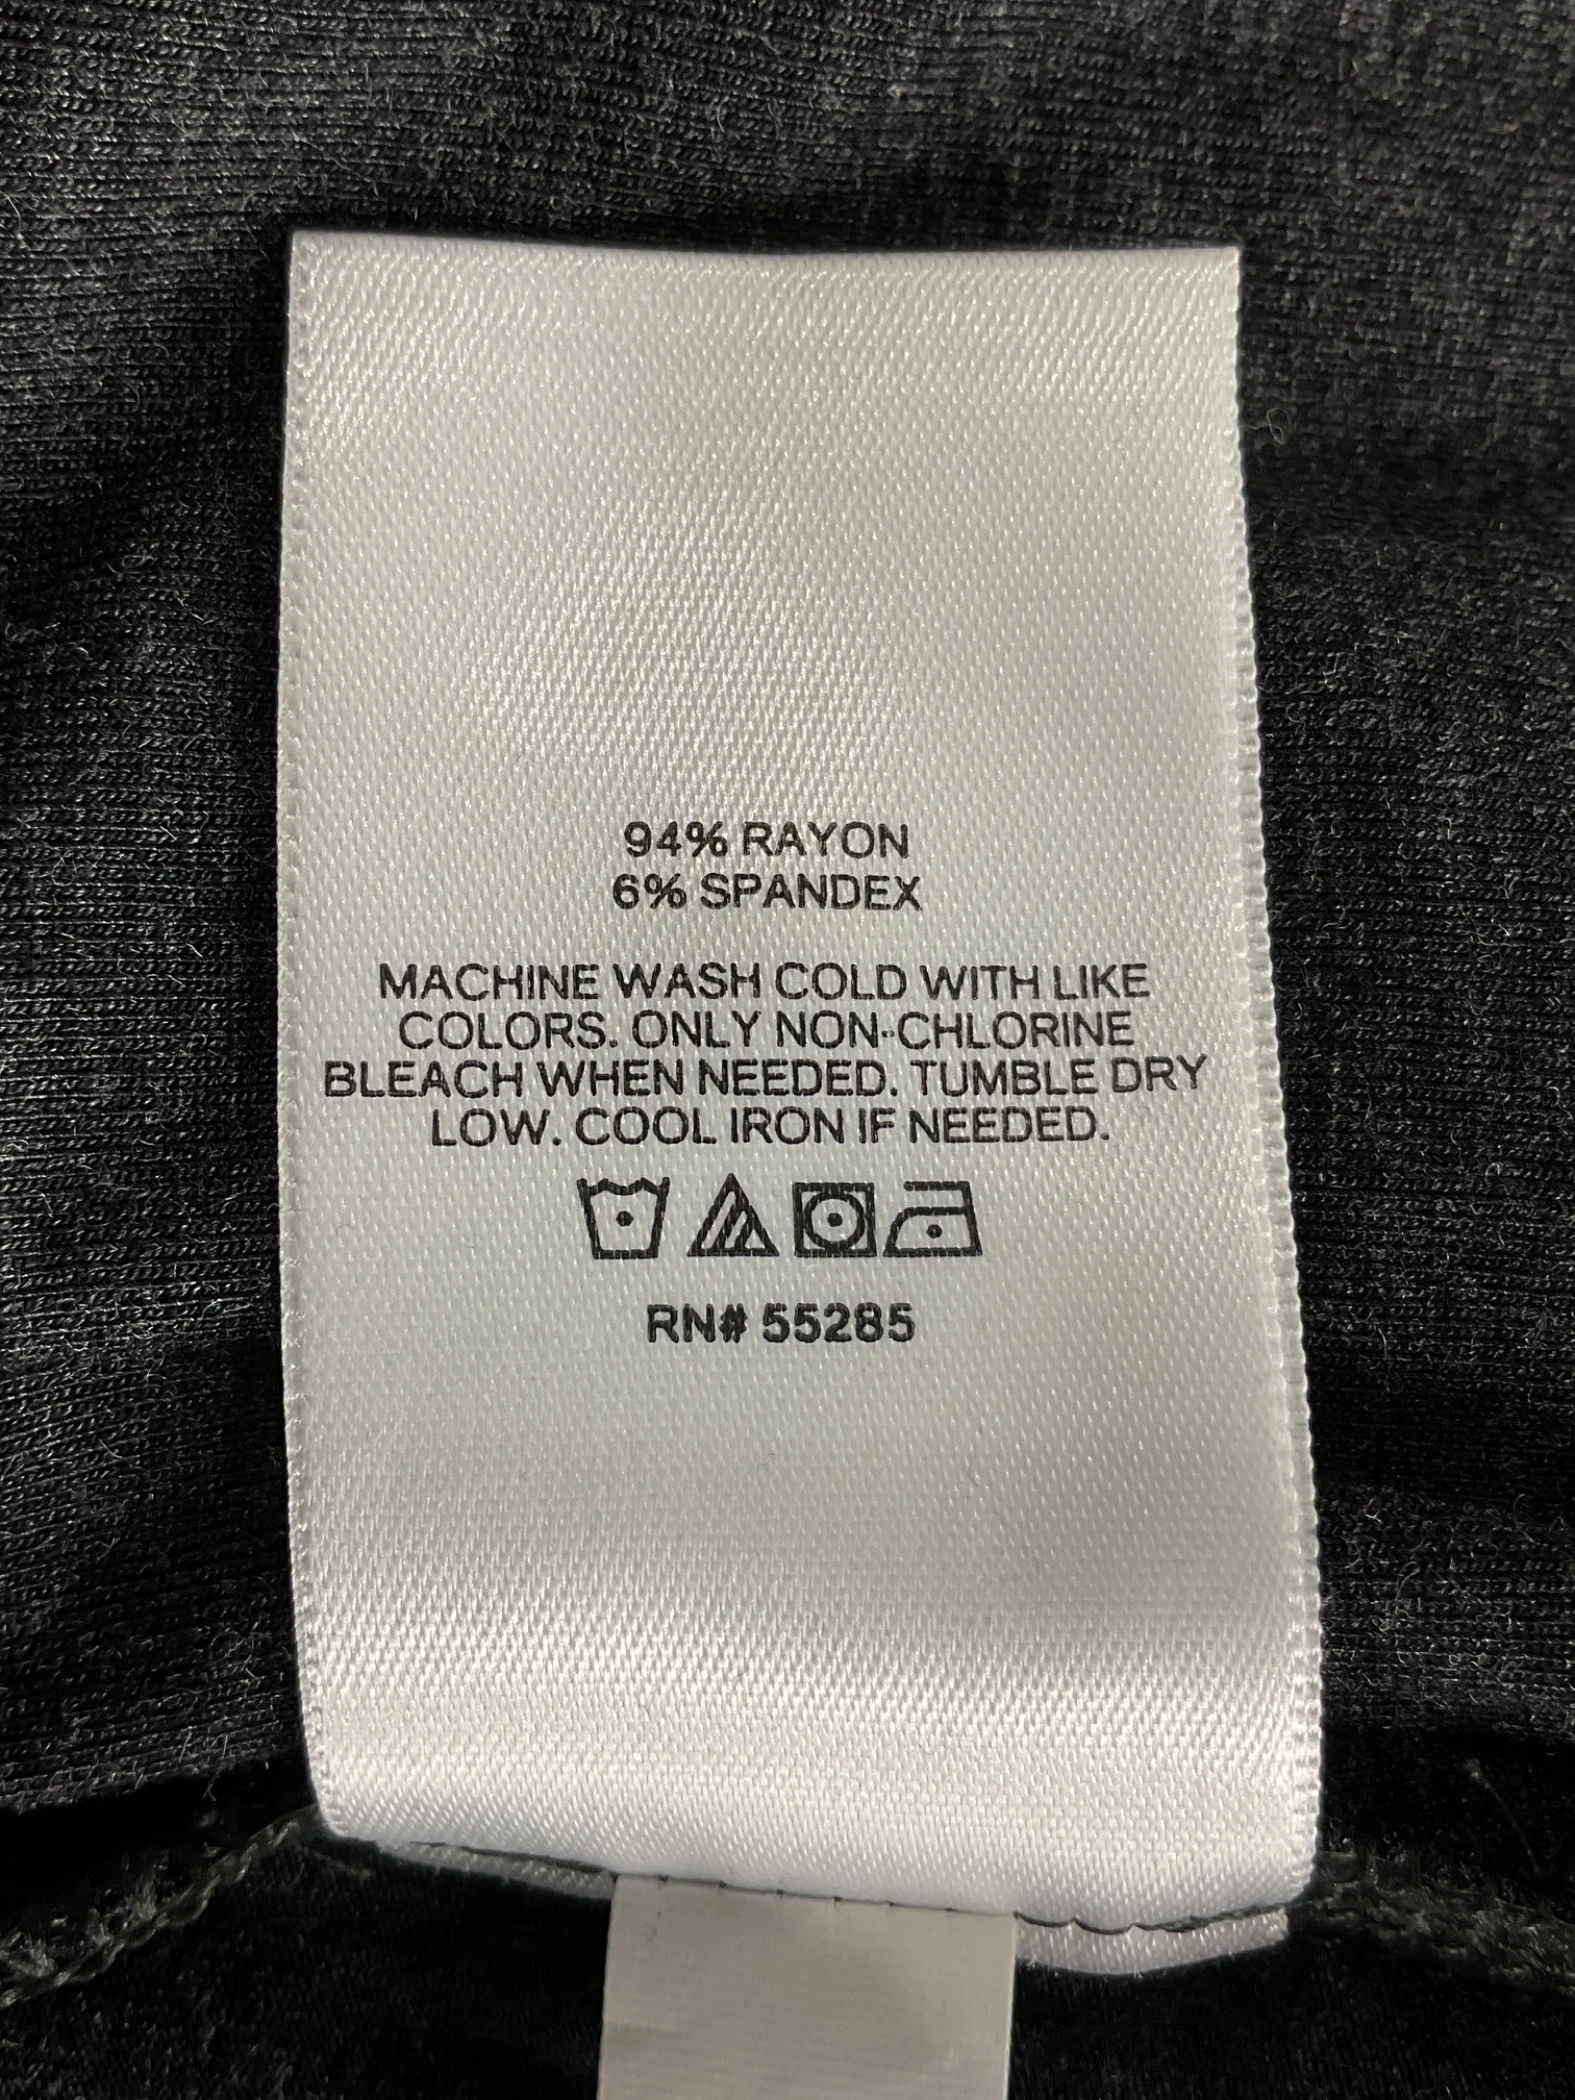 94% RAYON
6% SPANDEX
MACHINE WASH COLD WITH LIKE
COLORS. ONLY NON-CHLORINE
BLEACH WHEN NEEDED. TUMBLE DRY
LOW. COOL IRON IF NEEDED.
RN# 55285